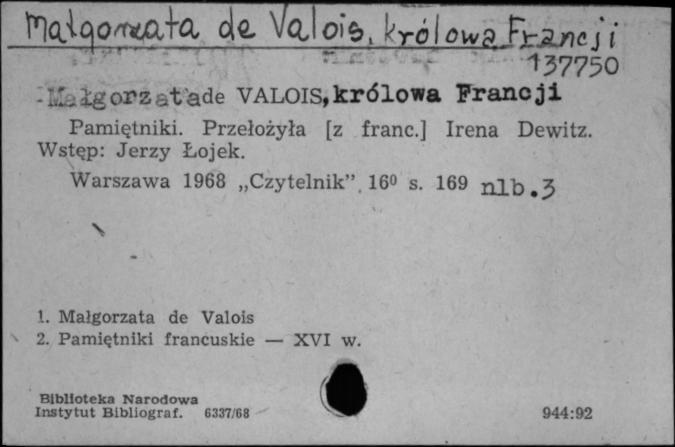 Małgorzata de Valois, królowa Francji
137750
Małgorzata de VALOIS, królowa Francji
Pamiętniki. Przełożyła [z franc.] Irena Dewitz.
Wstęp: Jerzy Łojek.
Warszawa 1968 „Czytelnik”, 16⁰ s. 169 nlb.3
1. Małgorzata de Valois
2. Pamiętniki francuskie — XVI w.
Biblioteka Narodowa
Instytut Bibliograf. 6337/68
944:92